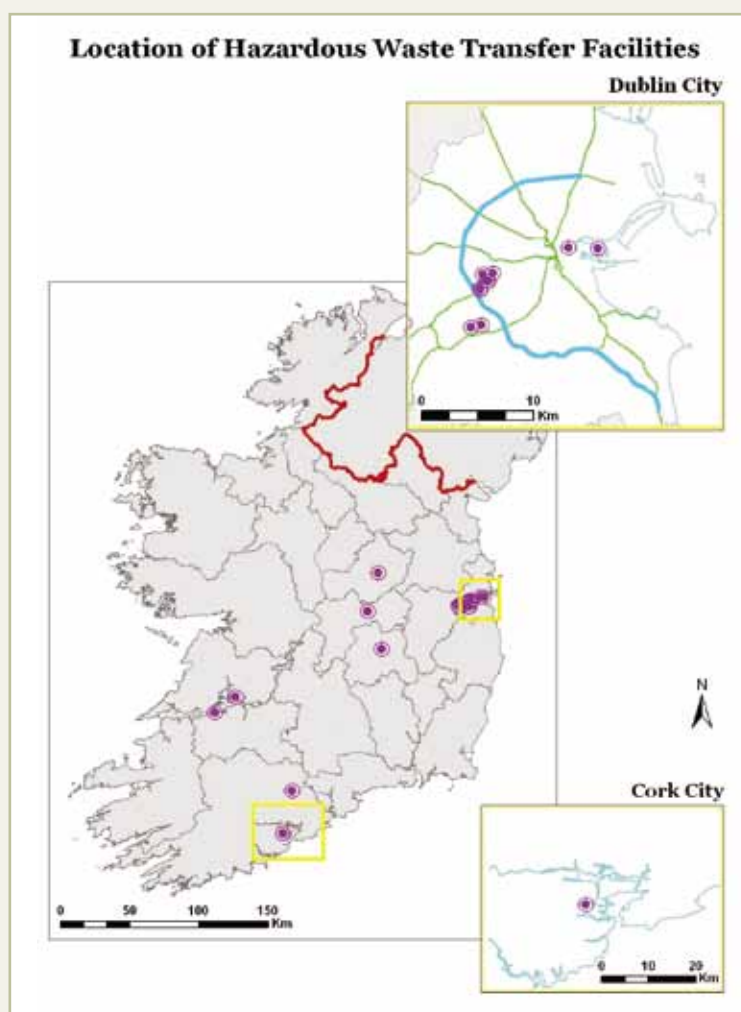 Location of Hazardous Waste Transfer Facilities
Dublin City
0 10
Km
N
Cork City
0 50 100 150
Km
0 10 20
Km